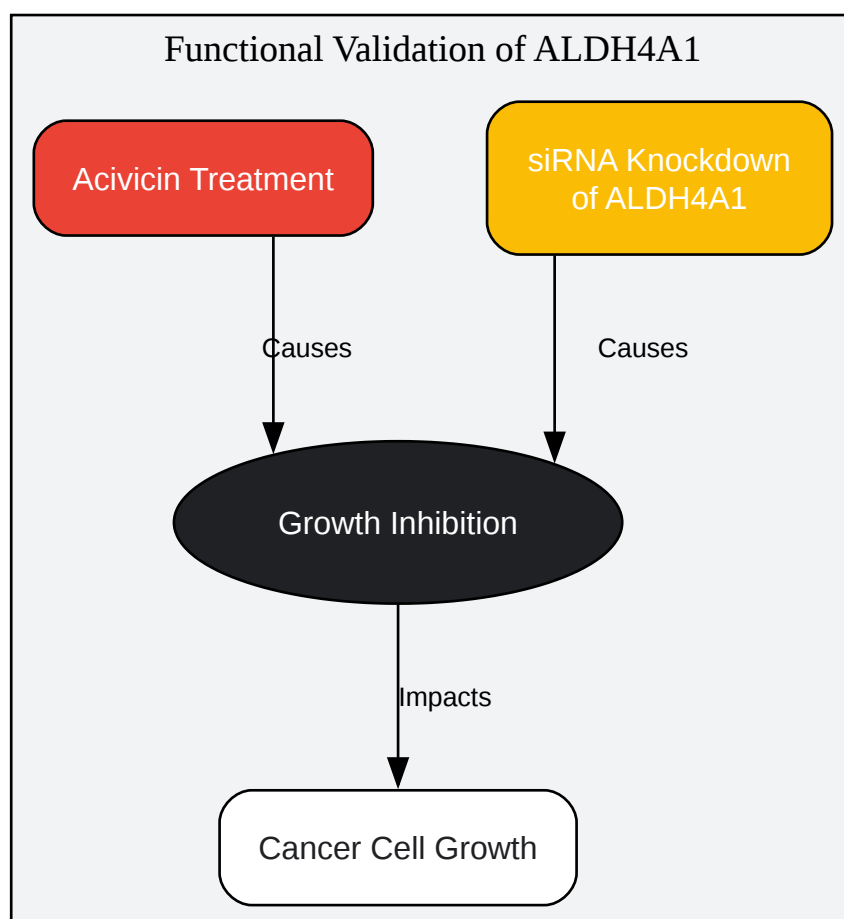 Functional Validation of ALDH4A1
Acivicin Treatment
siRNA Knockdown
of ALDH4A1
Causes
Causes
Growth Inhibition
Impacts
Cancer Cell Growth